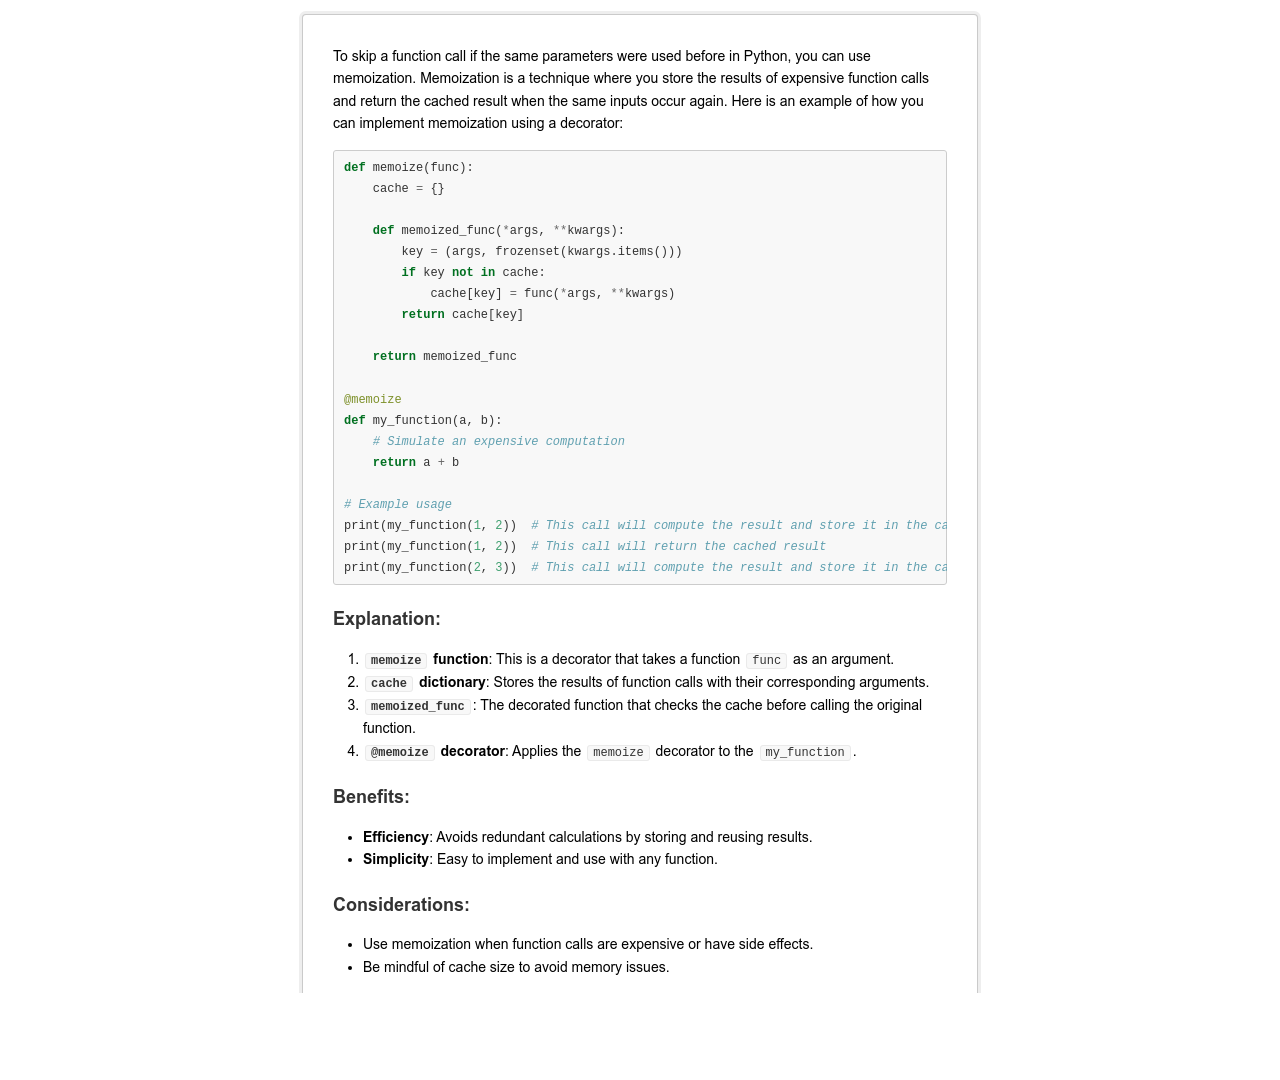 To skip a function call if the same parameters were used before in Python, you can use
memoization. Memoization is a technique where you store the results of expensive function calls
and return the cached result when the same inputs occur again. Here is an example of how you
can implement memoization using a decorator:
def memoize(func):
    cache = {}
    def memoized_func(*args, **kwargs):
        key = (args, frozenset(kwargs.items()))
        if key not in cache:
            cache[key] = func(*args, **kwargs)
        return cache[key]
    return memoized_func
@memoize
def my_function(a, b):
    # Simulate an expensive computation
    return a + b
# Example usage
print(my_function(1, 2))  # This call will compute the result and store it in the ca
print(my_function(1, 2))  # This call will return the cached result
print(my_function(2, 3))  # This call will compute the result and store it in the ca
Explanation:
1. memoize function: This is a decorator that takes a function func as an argument.
2. cache dictionary: Stores the results of function calls with their corresponding arguments.
3. memoized_func: The decorated function that checks the cache before calling the original
function.
4. @memoize decorator: Applies the memoize decorator to the my_function.
Benefits:
• Efficiency: Avoids redundant calculations by storing and reusing results.
• Simplicity: Easy to implement and use with any function.
Considerations:
• Use memoization when function calls are expensive or have side effects.
• Be mindful of cache size to avoid memory issues.